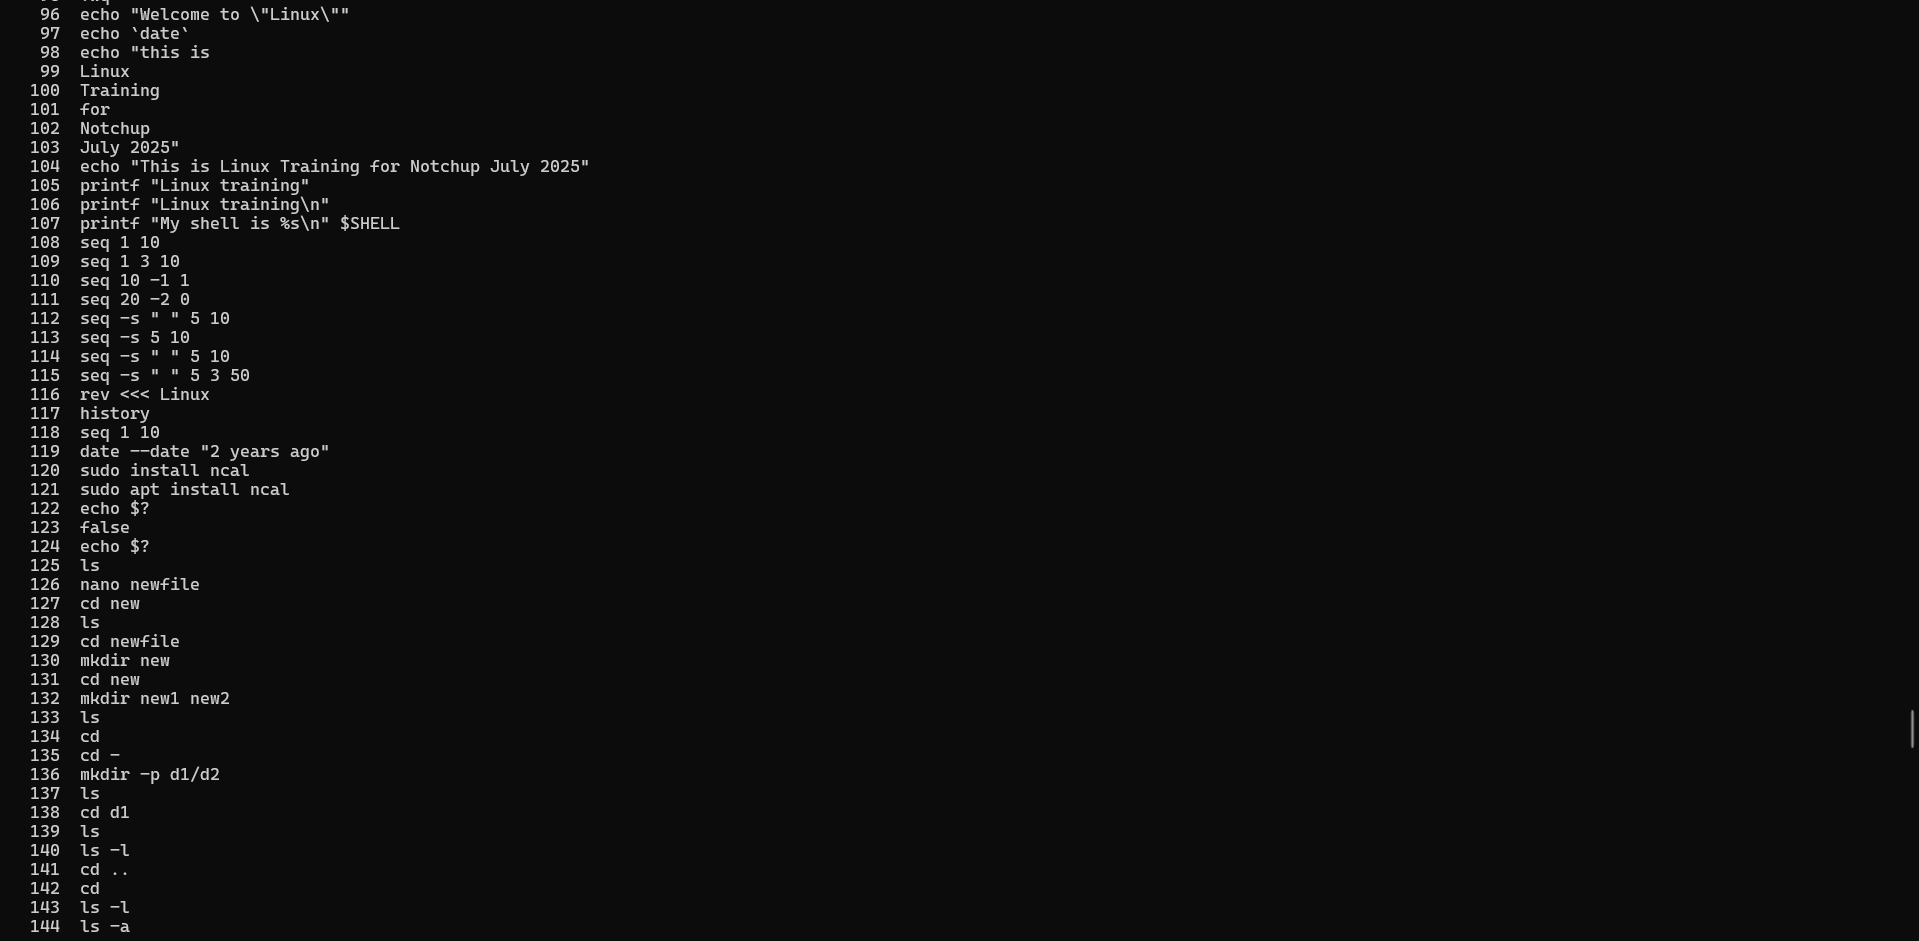 96 echo "Welcome to \"Linux\""
97 echo `date`
98 echo "this is
99 Linux
100 Training
101 for
102 Notchup
103 July 2025"
104 echo "This is Linux Training for Notchup July 2025"
105 printf "Linux training"
106 printf "Linux training\n"
107 printf "My shell is %s\n" $SHELL
108 seq 1 10
109 seq 1 3 10
110 seq 10 -1 1
111 seq 20 -2 0
112 seq -s " " 5 10
113 seq -s 5 10
114 seq -s " " 5 10
115 seq -s " " 5 3 50
116 rev <<< Linux
117 history
118 seq 1 10
119 date --date "2 years ago"
120 sudo install ncal
121 sudo apt install ncal
122 echo $?
123 false
124 echo $?
125 ls
126 nano newfile
127 cd new
128 ls
129 cd newfile
130 mkdir new
131 cd new
132 mkdir new1 new2
133 ls
134 cd
135 cd -
136 mkdir -p d1/d2
137 ls
138 cd d1
139 ls
140 ls -l
141 cd ..
142 cd
143 ls -l
144 ls -a